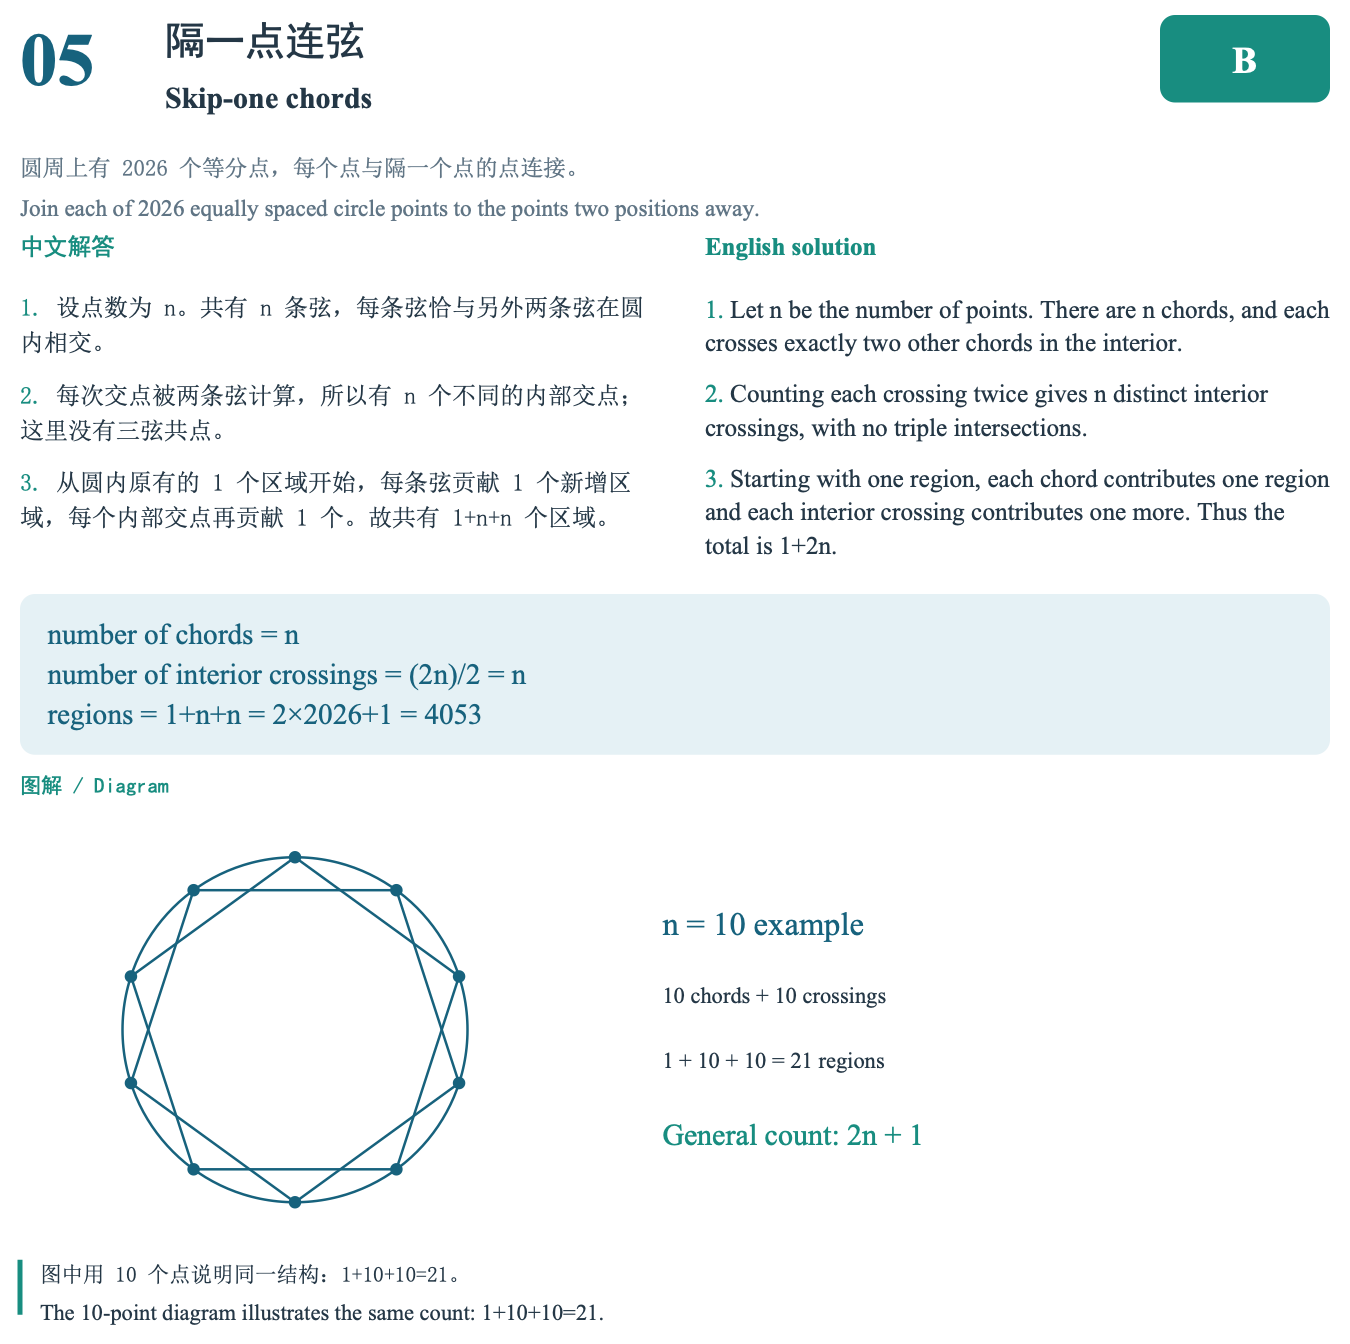 05
隔一点连弦
Skip-one chords
B
圆周上有 2026 个等分点，每个点与隔一个点的点连接。
Join each of 2026 equally spaced circle points to the points two positions away.
中文解答
1. 设点数为 n。共有 n 条弦，每条弦恰与另外两条弦在圆
内相交。
2. 每次交点被两条弦计算，所以有 n 个不同的内部交点；
这里没有三弦共点。
3. 从圆内原有的 1 个区域开始，每条弦贡献 1 个新增区
域，每个内部交点再贡献 1 个。故共有 1+n+n 个区域。
English solution
1. Let n be the number of points. There are n chords, and each
crosses exactly two other chords in the interior.
2. Counting each crossing twice gives n distinct interior
crossings, with no triple intersections.
3. Starting with one region, each chord contributes one region
and each interior crossing contributes one more. Thus the
total is 1+2n.
number of chords = n
number of interior crossings = (2n)/2 = n
regions = 1+n+n = 2×2026+1 = 4053
图解 / Diagram
n = 10 example
10 chords + 10 crossings
1 + 10 + 10 = 21 regions
General count: 2n + 1
图中用 10 个点说明同一结构：1+10+10=21。
The 10-point diagram illustrates the same count: 1+10+10=21.